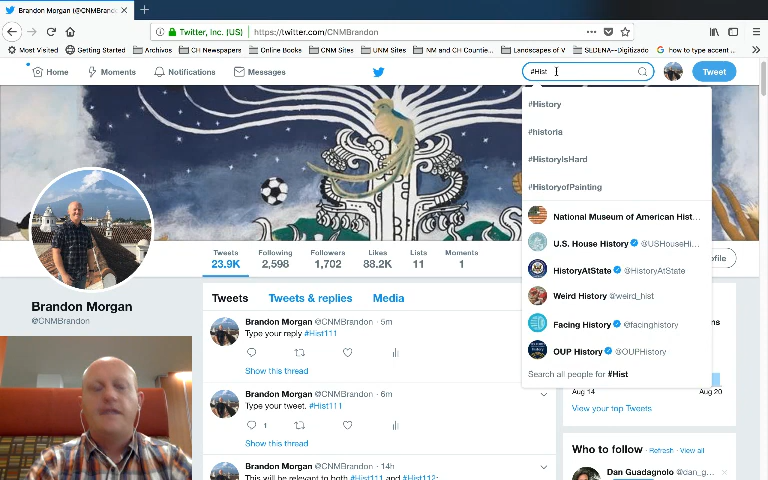 Brandon Morgan (@CNMBrand
Twitter, Inc. (US)
https://twitter.com/CNMBrandon
Most Visited
Getting Started
Archivos
CH Newspapers
Online Books
CNM Sites
UNM Sites
NM and CH Countie...
Landscapes of V
SEDENA--Digitizado
how to type accent ...
Home
Moments
Notifications
Messages
#Hist
Tweet
#History
#historia
#HistoryIsHard
#HistoryofPainting
National Museum of American Hist...
U.S. House History @USHouseHi...
HistoryAtState @HistoryAtState
Weird History @weird_hist
Facing History @facinghistory
OUP History @OUPHistory
Search all people for #Hist
Tweets
23.9K
Following
2,598
Followers
1,702
Likes
88.2K
Lists
11
Moments
1
ofile
Brandon Morgan
@CNMBrandon
Tweets
Tweets & replies
Media
Brandon Morgan @CNMBrandon · 5m
Type your reply #Hist111
Show this thread
Brandon Morgan @CNMBrandon · 6m
Type your tweet. #Hist111
1
Show this thread
Brandon Morgan @CNMBrandon · 14h
This will be relevant to both #Hist111 and #Hist112:
ns
Aug 14
Aug 20
View your top Tweets
Who to follow · Refresh · View all
Dan Guadagnolo @dan_g...